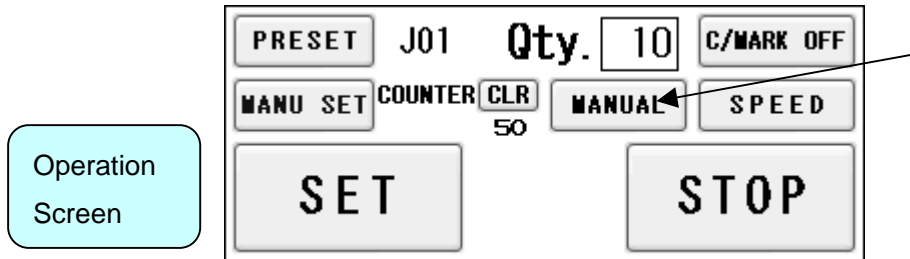 PRESET J01 Qty. 10 C/MARK OFF
MANU SET COUNTER CLR MANUAL SPEED
50
Operation
Screen
SET STOP